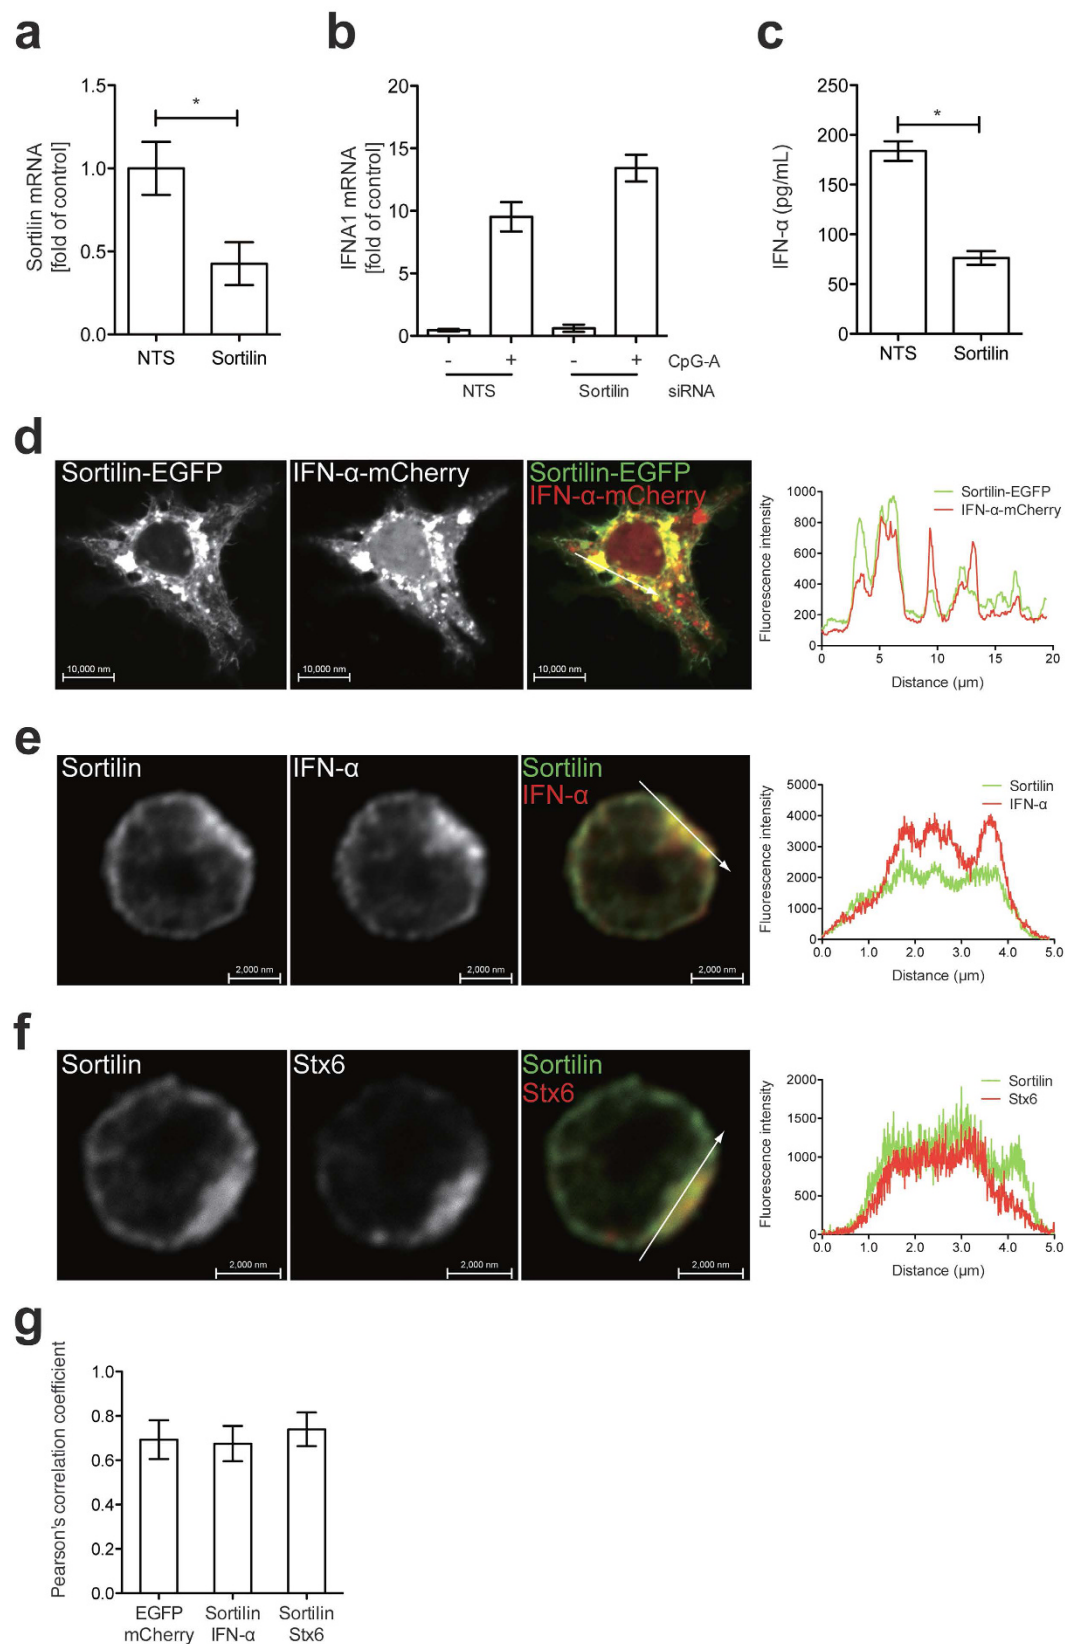 a
1.5
1.0
0.5
0.0
Sortilin mRNA
[fold of control]
*
NTS
Sortilin
b
20
15
10
5
0
IFNA1 mRNA
[fold of control]
- + - + CpG-A
NTS Sortilin siRNA
c
250
200
150
100
50
0
IFN-α (pg/mL)
*
NTS
Sortilin
d
Sortilin-EGFP
10,000 nm
IFN-α-mCherry
10,000 nm
Sortilin-EGFP
IFN-α-mCherry
10,000 nm
Fluorescence intensity
1000
800
600
400
200
0
Sortilin-EGFP
IFN-α-mCherry
0 5 10 15 20
Distance (µm)
e
Sortilin
2,000 nm
IFN-α
2,000 nm
Sortilin
IFN-α
2,000 nm
Fluorescence intensity
5000
4000
3000
2000
1000
0
Sortilin
IFN-α
0.0 1.0 2.0 3.0 4.0 5.0
Distance (µm)
f
Sortilin
2,000 nm
Stx6
2,000 nm
Sortilin
Stx6
2,000 nm
Fluorescence intensity
2000
1500
1000
500
0
Sortilin
Stx6
0.0 1.0 2.0 3.0 4.0 5.0
Distance (µm)
g
Pearson's correlation coefficient
1.0
0.8
0.6
0.4
0.2
0.0
EGFP Sortilin Sortilin
mCherry IFN-α Stx6